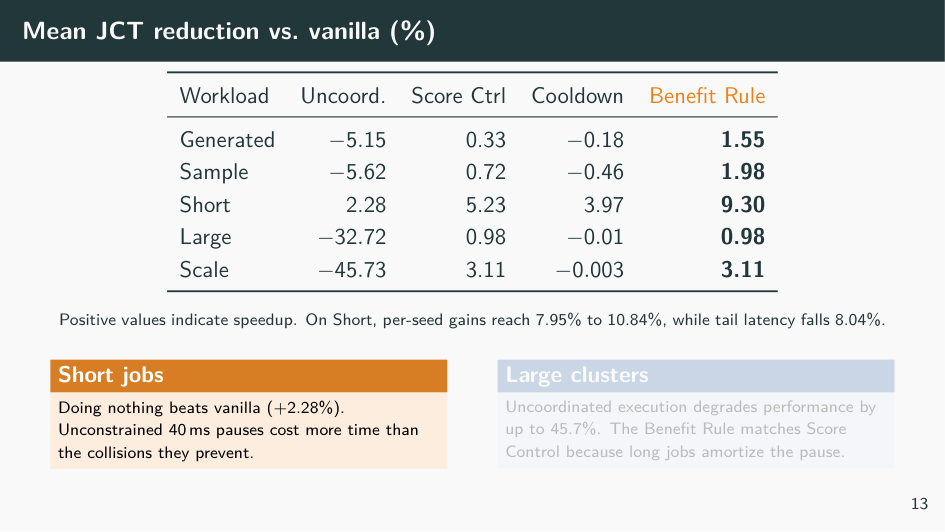 Mean JCT reduction vs. vanilla (%)
Workload Uncoord. Score Ctrl Cooldown Benefit Rule
Generated −5.15 0.33 −0.18 1.55
Sample −5.62 0.72 −0.46 1.98
Short 2.28 5.23 3.97 9.30
Large −32.72 0.98 −0.01 0.98
Scale −45.73 3.11 −0.003 3.11
Positive values indicate speedup. On Short, per-seed gains reach 7.95% to 10.84%, while tail latency falls 8.04%.
Short jobs
Doing nothing beats vanilla (+2.28%).
Unconstrained 40 ms pauses cost more time than
the collisions they prevent.
Large clusters
Uncoordinated execution degrades performance by
up to 45.7%. The Benefit Rule matches Score
Control because long jobs amortize the pause.
13